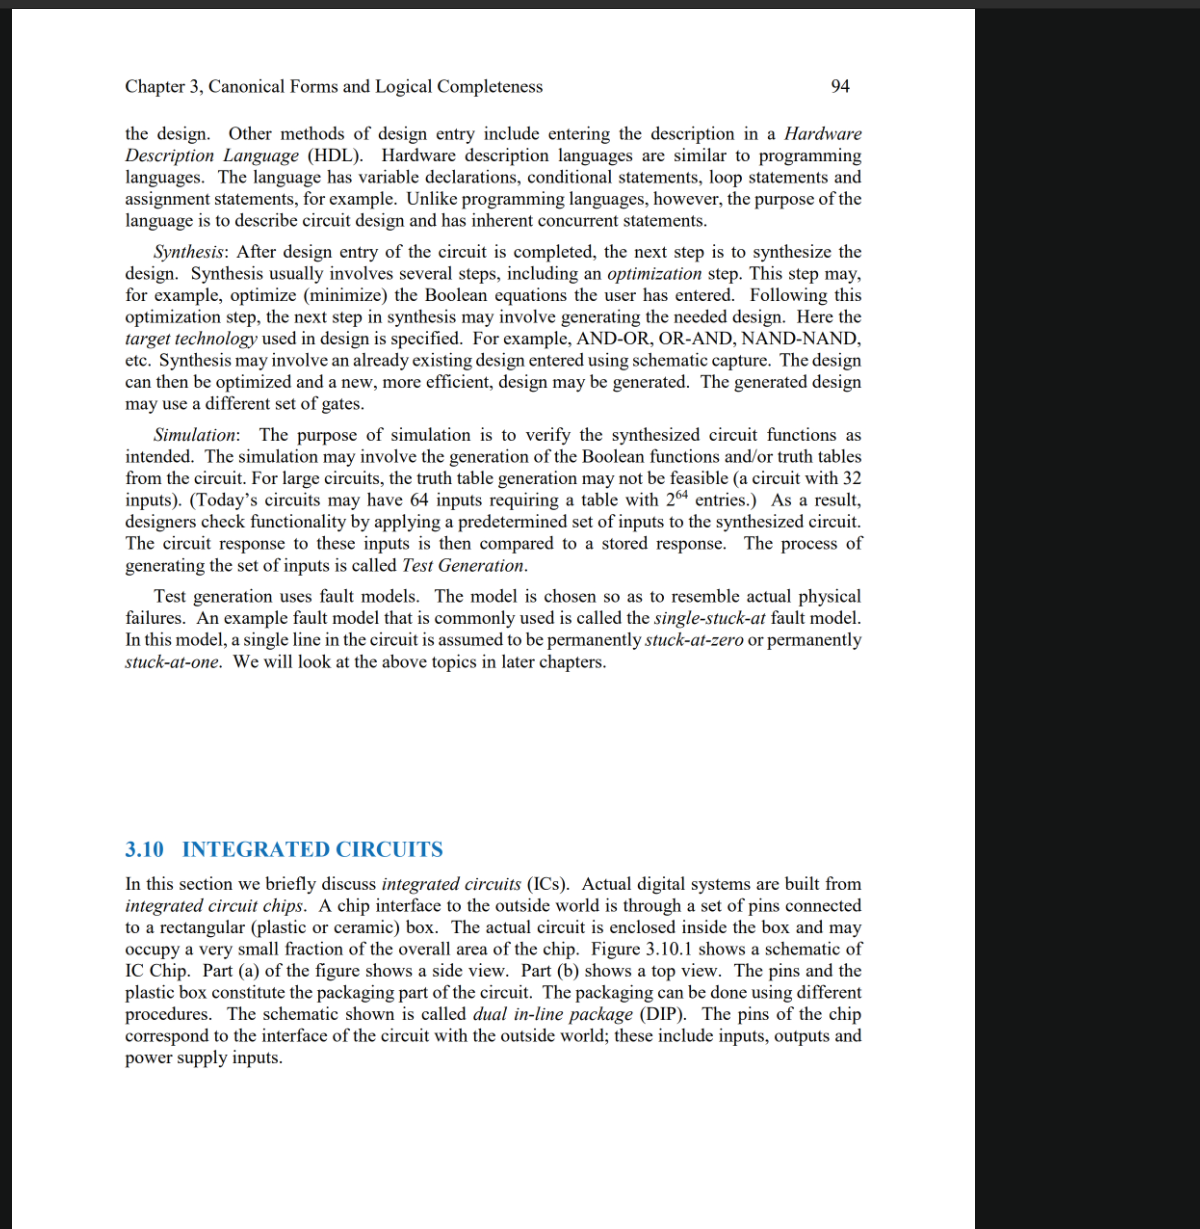 Chapter 3, Canonical Forms and Logical Completeness 94
the design. Other methods of design entry include entering the description in a Hardware
Description Language (HDL). Hardware description languages are similar to programming
languages. The language has variable declarations, conditional statements, loop statements and
assignment statements, for example. Unlike programming languages, however, the purpose of the
language is to describe circuit design and has inherent concurrent statements.
Synthesis: After design entry of the circuit is completed, the next step is to synthesize the
design. Synthesis usually involves several steps, including an optimization step. This step may,
for example, optimize (minimize) the Boolean equations the user has entered. Following this
optimization step, the next step in synthesis may involve generating the needed design. Here the
target technology used in design is specified. For example, AND-OR, OR-AND, NAND-NAND,
etc. Synthesis may involve an already existing design entered using schematic capture. The design
can then be optimized and a new, more efficient, design may be generated. The generated design
may use a different set of gates.
Simulation: The purpose of simulation is to verify the synthesized circuit functions as
intended. The simulation may involve the generation of the Boolean functions and/or truth tables
from the circuit. For large circuits, the truth table generation may not be feasible (a circuit with 32
inputs). (Today's circuits may have 64 inputs requiring a table with 2⁶⁴ entries.) As a result,
designers check functionality by applying a predetermined set of inputs to the synthesized circuit.
The circuit response to these inputs is then compared to a stored response. The process of
generating the set of inputs is called Test Generation.
Test generation uses fault models. The model is chosen so as to resemble actual physical
failures. An example fault model that is commonly used is called the single-stuck-at fault model.
In this model, a single line in the circuit is assumed to be permanently stuck-at-zero or permanently
stuck-at-one. We will look at the above topics in later chapters.
3.10 INTEGRATED CIRCUITS
In this section we briefly discuss integrated circuits (ICs). Actual digital systems are built from
integrated circuit chips. A chip interface to the outside world is through a set of pins connected
to a rectangular (plastic or ceramic) box. The actual circuit is enclosed inside the box and may
occupy a very small fraction of the overall area of the chip. Figure 3.10.1 shows a schematic of
IC Chip. Part (a) of the figure shows a side view. Part (b) shows a top view. The pins and the
plastic box constitute the packaging part of the circuit. The packaging can be done using different
procedures. The schematic shown is called dual in-line package (DIP). The pins of the chip
correspond to the interface of the circuit with the outside world; these include inputs, outputs and
power supply inputs.